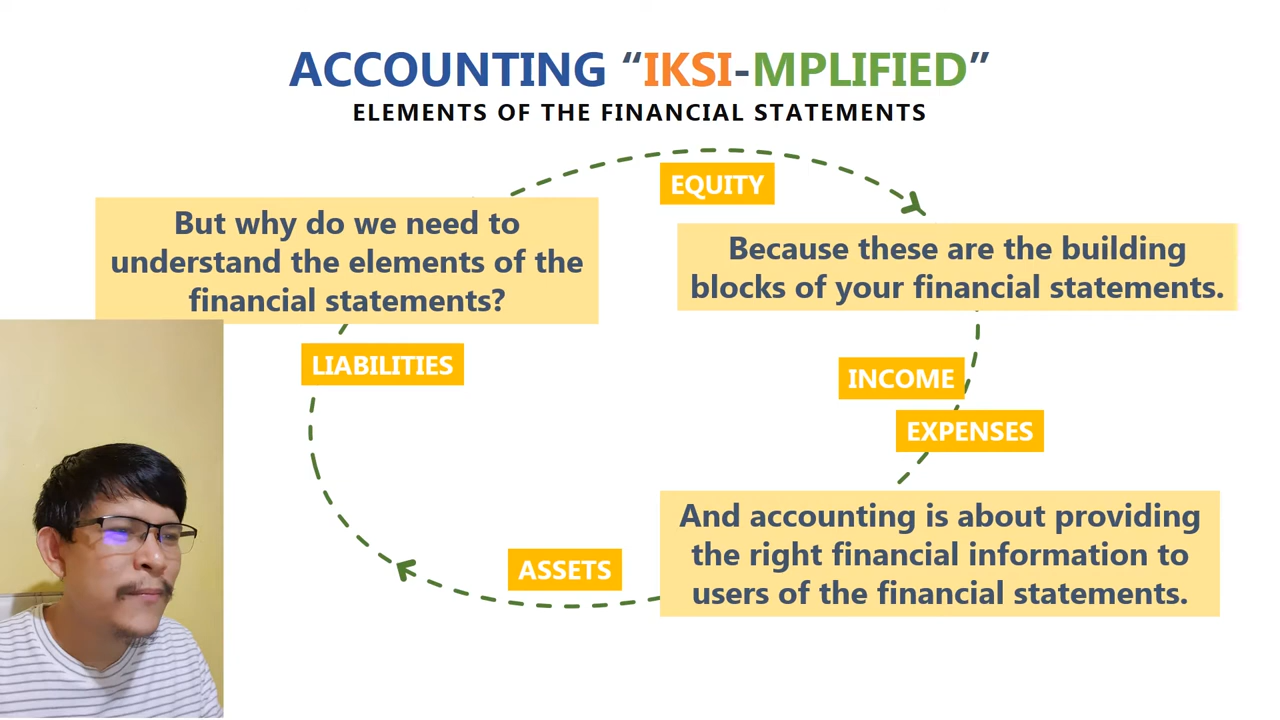 ACCOUNTING “IKSI-MPLIFIED”
ELEMENTS OF THE FINANCIAL STATEMENTS
EQUITY
But why do we need to
understand the elements of the
financial statements?
Because these are the building
blocks of your financial statements.
LIABILITIES
INCOME
EXPENSES
And accounting is about providing
the right financial information to
users of the financial statements.
ASSETS